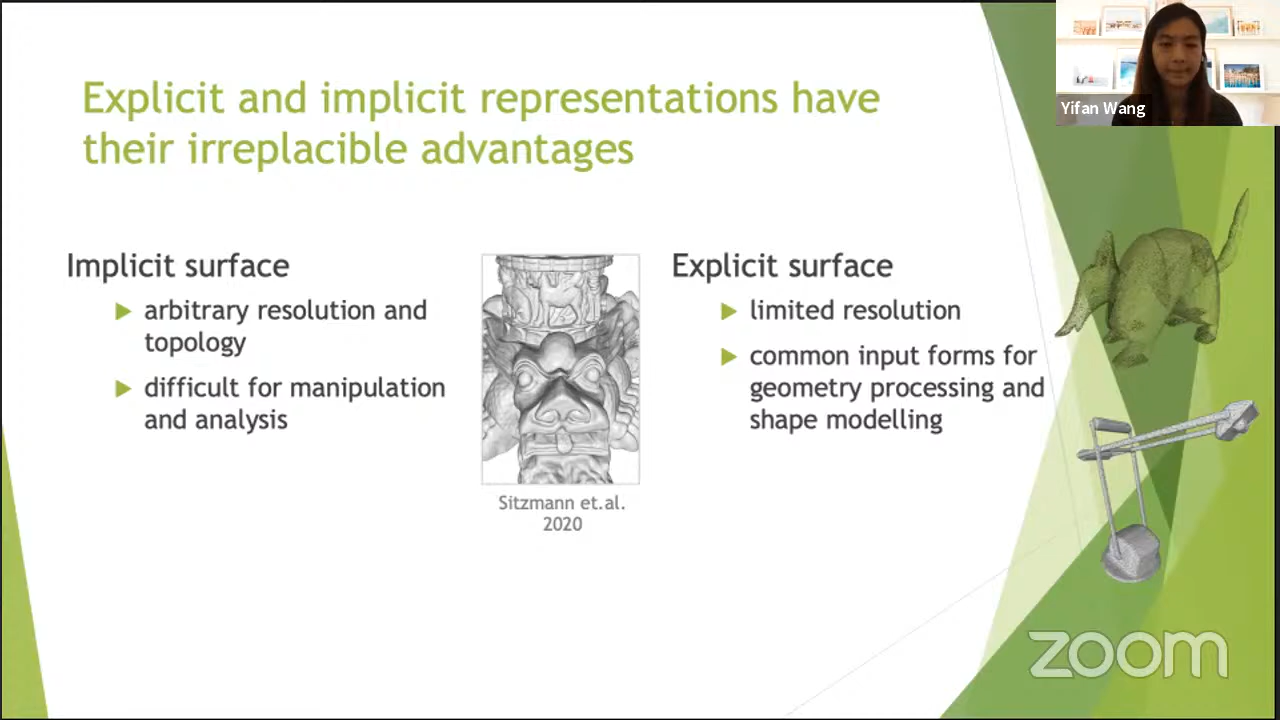 Explicit and implicit representations have
their irreplacible advantages
Yifan Wang
Implicit surface
arbitrary resolution and
topology
difficult for manipulation
and analysis
Sitzmann et.al.
2020
Explicit surface
limited resolution
common input forms for
geometry processing and
shape modelling
zoom